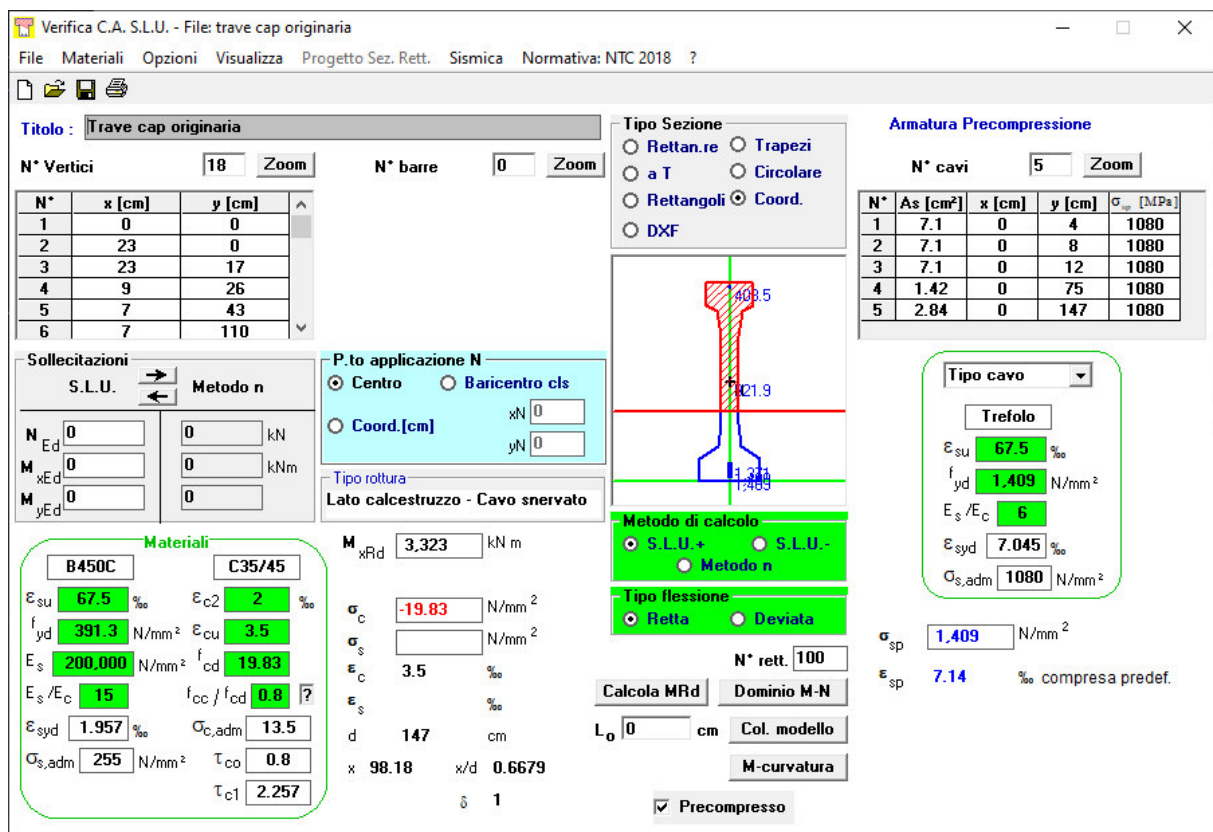 Verifica C.A. S.L.U. - File: trave cap originaria
File Materiali Opzioni Visualizza Progetto Sez. Rett. Sismica Normativa: NTC 2018 ?
Titolo : Trave cap originaria
N° Vertici 18 Zoom N° barre 0 Zoom
N° x [cm] y [cm]
1 0 0
2 23 0
3 23 17
4 9 26
5 7 43
6 7 110
Tipo Sezione
Rettan.re Trapezi
a T Circolare
Rettangoli Coord.
DXF
Armatura Precompressione
N° cavi 5 Zoom
N° As [cm²] x [cm] y [cm] σsp [MPa]
1 7.1 0 4 1080
2 7.1 0 8 1080
3 7.1 0 12 1080
4 1.42 0 75 1080
5 2.84 0 147 1080
Sollecitazioni
S.L.U. Metodo n
N Ed 0 0 kN
M xEd 0 0 kNm
M yEd 0 0
P.to applicazione N
Centro Baricentro cls
Coord.[cm] xN 0
yN 0
Tipo rottura
Lato calcestruzzo - Cavo snervato
Materiali
B450C C35/45
εsu 67.5 ‰ εc2 2 ‰
fyd 391.3 N/mm² εcu 3.5
Es 200,000 N/mm² fcd 19.83
Es/Ec 15 fcc / fcd 0.8 ?
εsyd 1.957 ‰ σc,adm 13.5
σs,adm 255 N/mm² τco 0.8
τc1 2.257
M xRd 3,323 kN m
σc -19.83 N/mm²
σs N/mm²
εc 3.5 ‰
εs ‰
d 147 cm
x 98.18 x/d 0.6679
δ 1
403.5
Metodo di calcolo
S.L.U.+ S.L.U.-
Metodo n
Tipo flessione
Retta Deviata
N° rett. 100
Calcola MRd Dominio M-N
Lo 0 cm Col. modello
M-curvatura
Precompresso
Tipo cavo
Trefolo
εsu 67.5 ‰
fyd 1,409 N/mm²
Es/Ec 6
εsyd 7.045 ‰
σs,adm 1080 N/mm²
σsp 1,409 N/mm²
εsp 7.14 ‰ compresa predef.